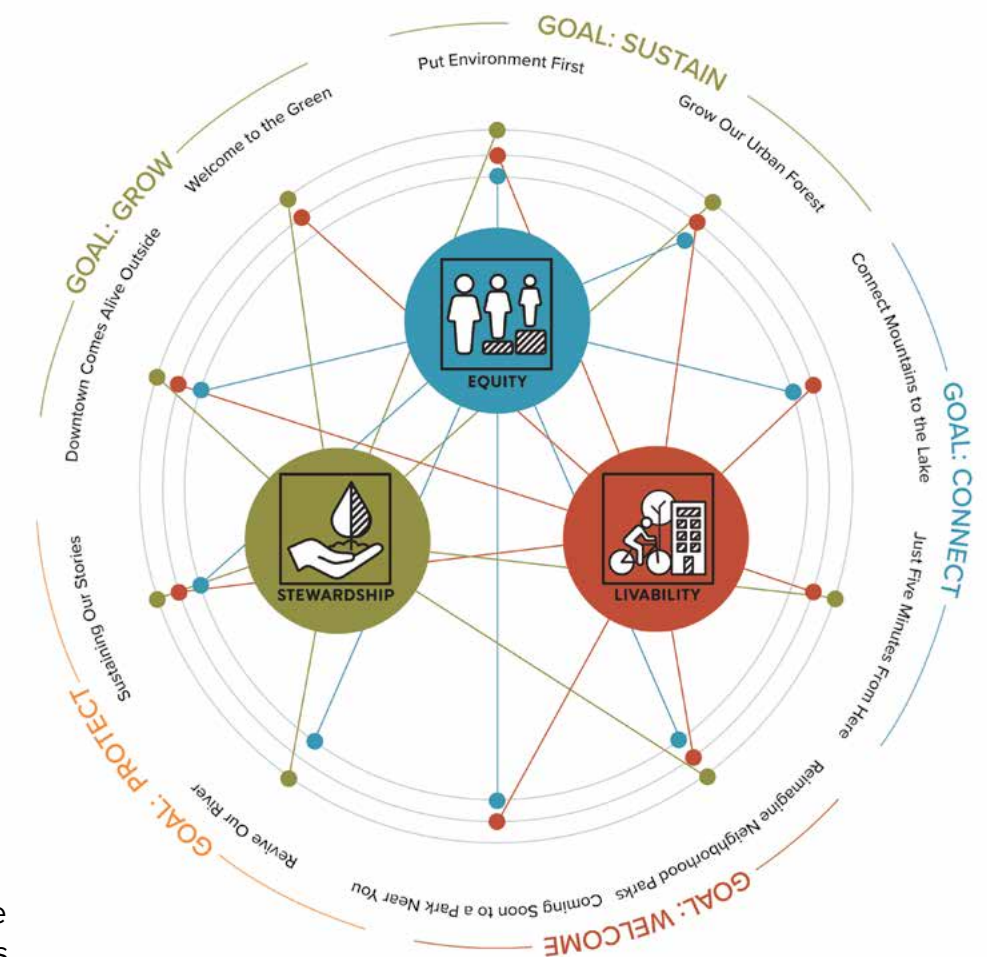 GOAL: SUSTAIN
Put Environment First
Grow Our Urban Forest
GOAL: CONNECT
Connect Mountains to the Lake
Just Five Minutes From Here
GOAL: WELCOME
Reimagine Neighborhood Parks
Coming Soon to a Park Near You
GOAL: PROTECT
Revive Our River
Sustaining Our Stories
GOAL: GROW
Downtown Comes Alive Outside
Welcome to the Green
EQUITY
STEWARDSHIP
LIVABILITY
e
s